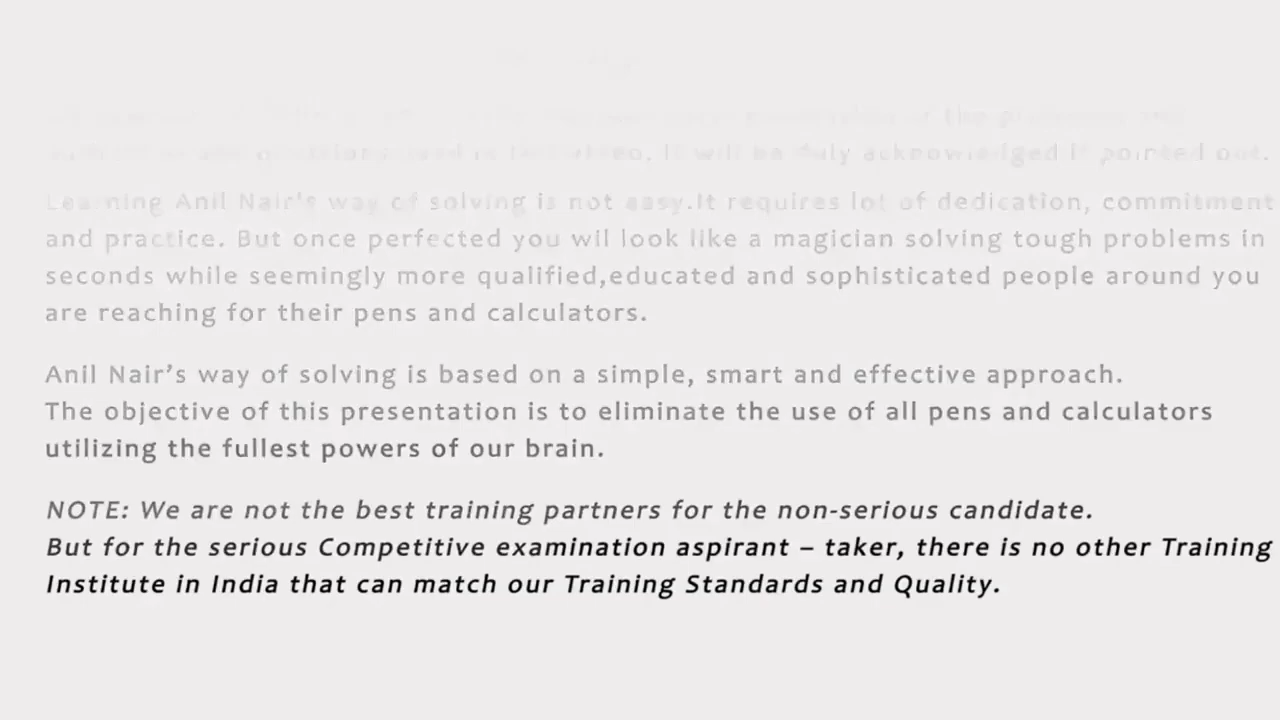 the
video. It will be duly acknowledged if pointed out.
Learning Anil Nair's way of solving is not easy.It requires lot of dedication, commitment
and practice. But once perfected you wil look like a magician solving tough problems in
seconds while seemingly more qualified,educated and sophisticated people around you
are reaching for their pens and calculators.
Anil Nair's way of solving is based on a simple, smart and effective approach.
The objective of this presentation is to eliminate the use of all pens and calculators
utilizing the fullest powers of our brain.
NOTE: We are not the best training partners for the non-serious candidate.
But for the serious Competitive examination aspirant – taker, there is no other Training
Institute in India that can match our Training Standards and Quality.